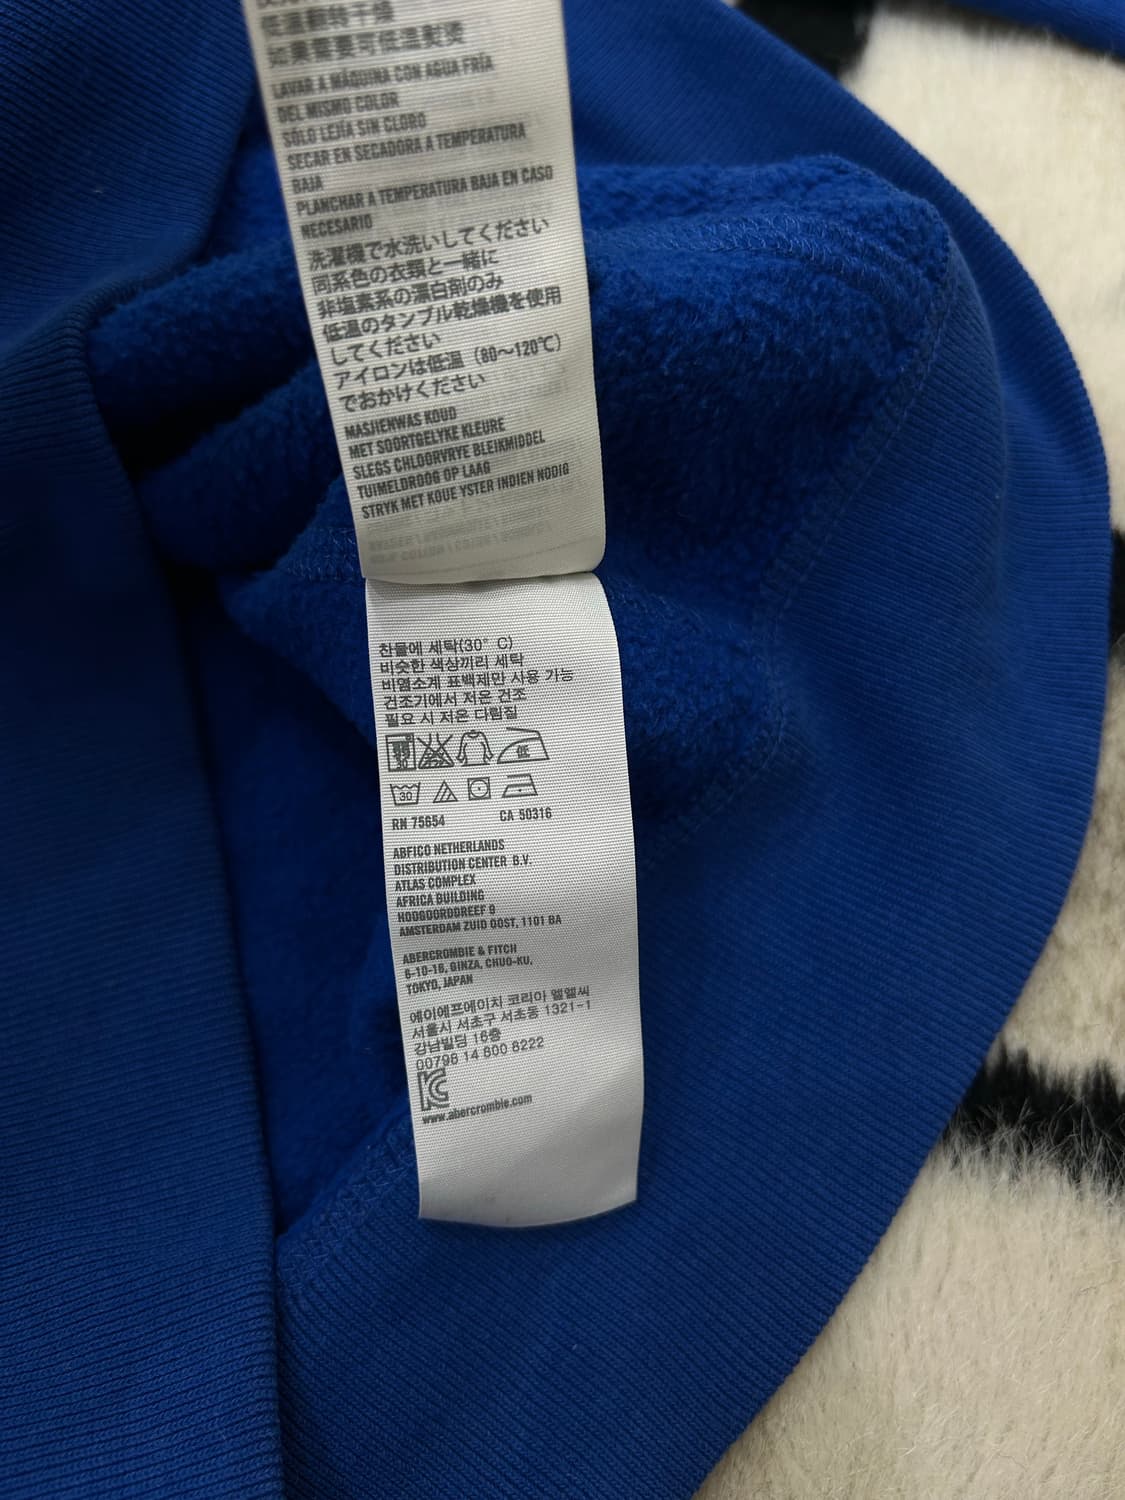 低溫翻轉干燥
如果需要可低溫熨燙
LAVAR A MÁQUINA CON AGUA FRÍA
DEL MISMO COLOR
SÓLO LEJÍA SIN CLORO
SECAR EN SECADORA A TEMPERATURA
BAJA
PLANCHAR A TEMPERATURA BAJA EN CASO
NECESARIO
洗濯機で水洗いしてください
同系色の衣類と一緒に
非塩素系の漂白剤のみ
低温のタンブル乾燥機を使用
してください
アイロンは低温（80～120℃）
でおかけください
MASJIENWAS KOUD
MET SOORTGELYKE KLEURE
SLEGS CHLOORVRYE BLEIKMIDDEL
TUIMELDROOG OP LAAG
STRYK MET KOUE YSTER INDIEN NODIG
찬물에 세탁(30° C)
비슷한 색상끼리 세탁
비염소계 표백제만 사용 가능
건조기에서 저온 건조
필요 시 저온 다림질
低
30
RN 75654 CA 50316
ABFICO NETHERLANDS
DISTRIBUTION CENTER B.V.
ATLAS COMPLEX
AFRICA BUILDING
HOOGOORDDREEF 9
AMSTERDAM ZUID OOST, 1101 BA
ABERCROMBIE & FITCH
6-10-16, GINZA, CHUO-KU,
TOKYO, JAPAN
에이에프에이치 코리아 엘엘씨
서울시 서초구 서초동 1321-1
강남빌딩 16층
00798 14 800 6222
www.abercrombie.com